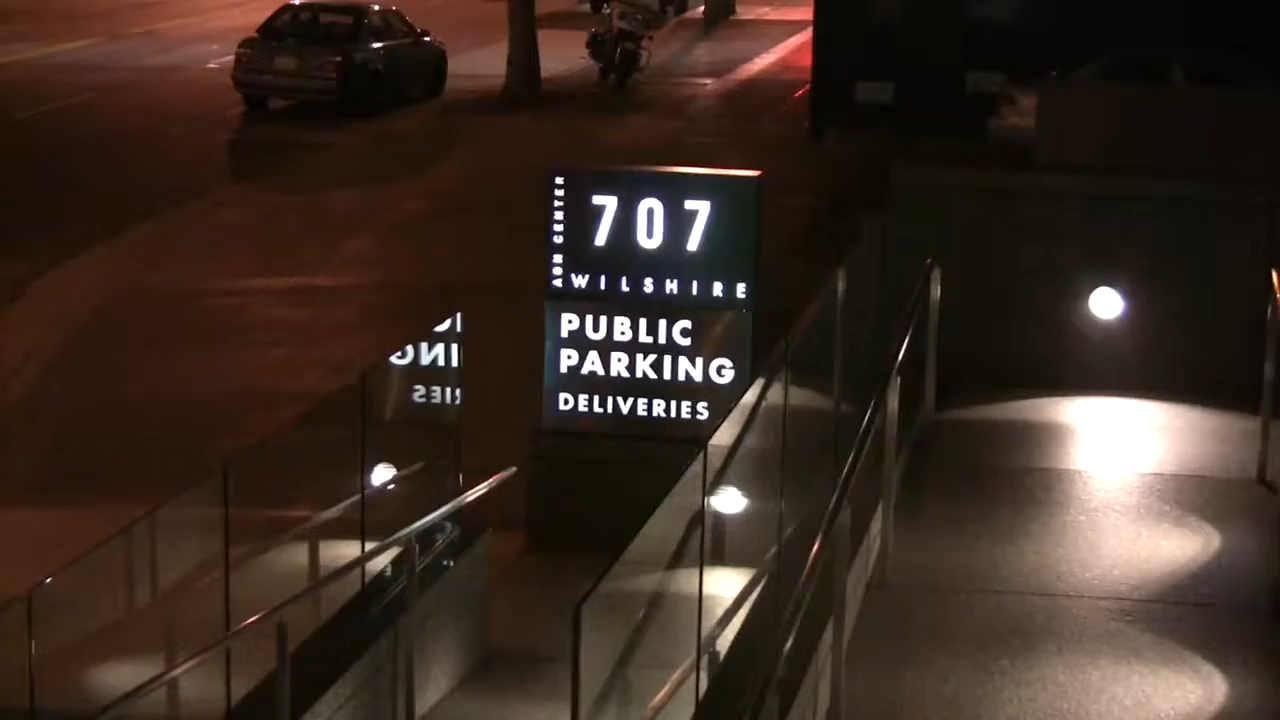 AON CENTER
707
WILSHIRE
PUBLIC
PARKING
DELIVERIES